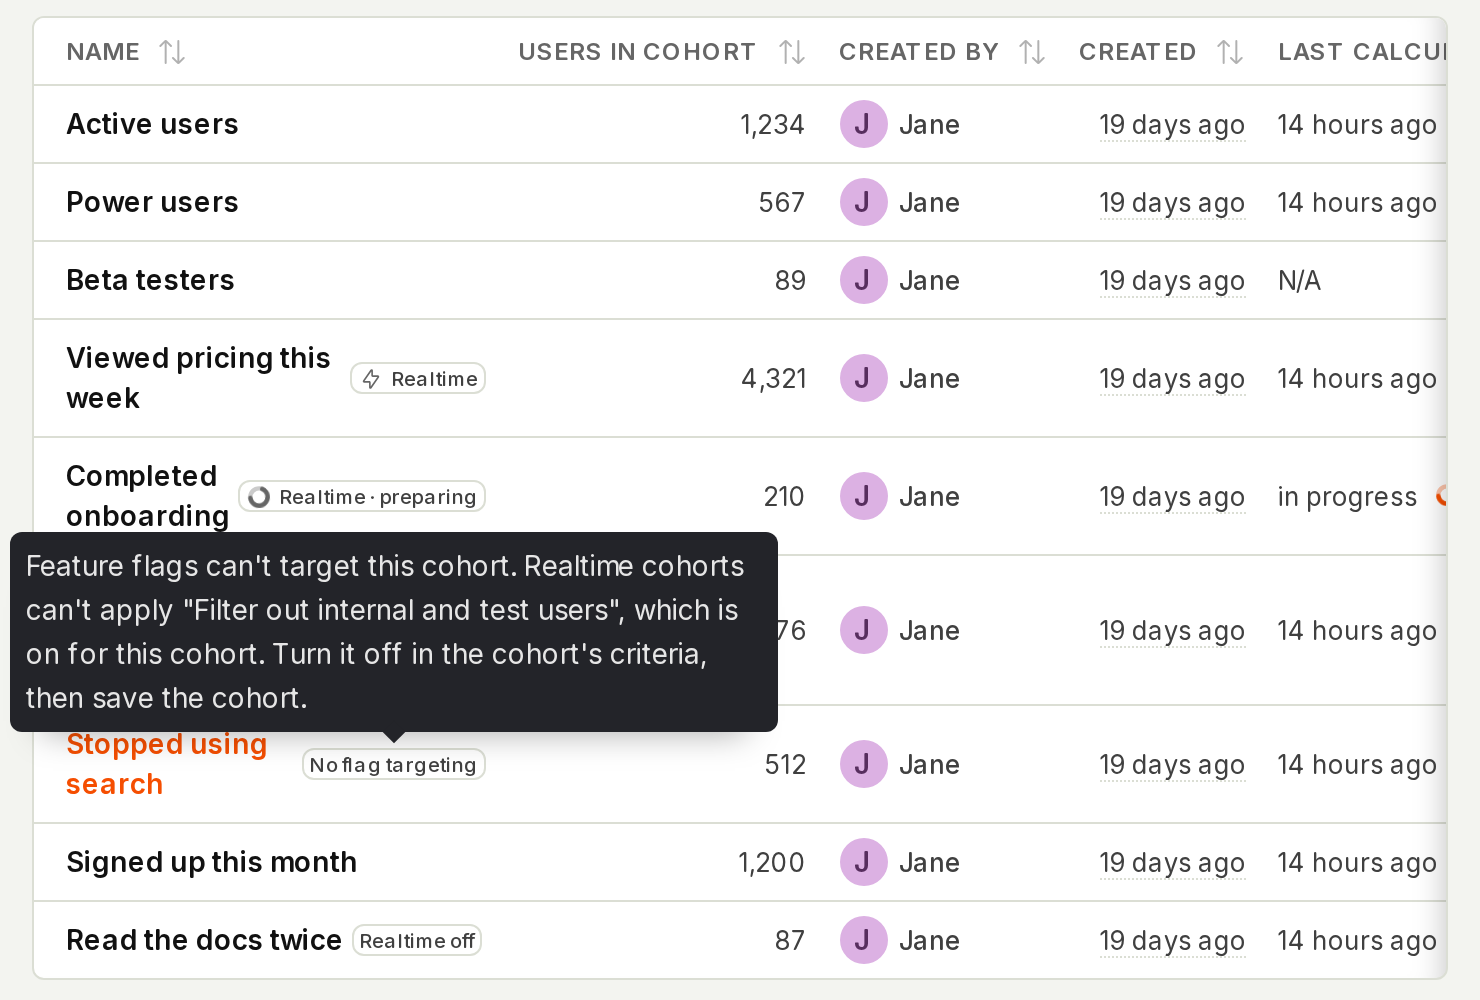 NAME USERS IN COHORT CREATED BY CREATED LAST CALCU
Active users 1,234 J Jane 19 days ago 14 hours ago
Power users 567 J Jane 19 days ago 14 hours ago
Beta testers 89 J Jane 19 days ago N/A
Viewed pricing this
week Realtime 4,321 J Jane 19 days ago 14 hours ago
Completed
onboarding Realtime · preparing 210 J Jane 19 days ago in progress
Feature flags can't target this cohort. Realtime cohorts
can't apply "Filter out internal and test users", which is
on for this cohort. Turn it off in the cohort's criteria,
then save the cohort.
76 J Jane 19 days ago 14 hours ago
Stopped using
search No flag targeting 512 J Jane 19 days ago 14 hours ago
Signed up this month 1,200 J Jane 19 days ago 14 hours ago
Read the docs twice Realtime off 87 J Jane 19 days ago 14 hours ago